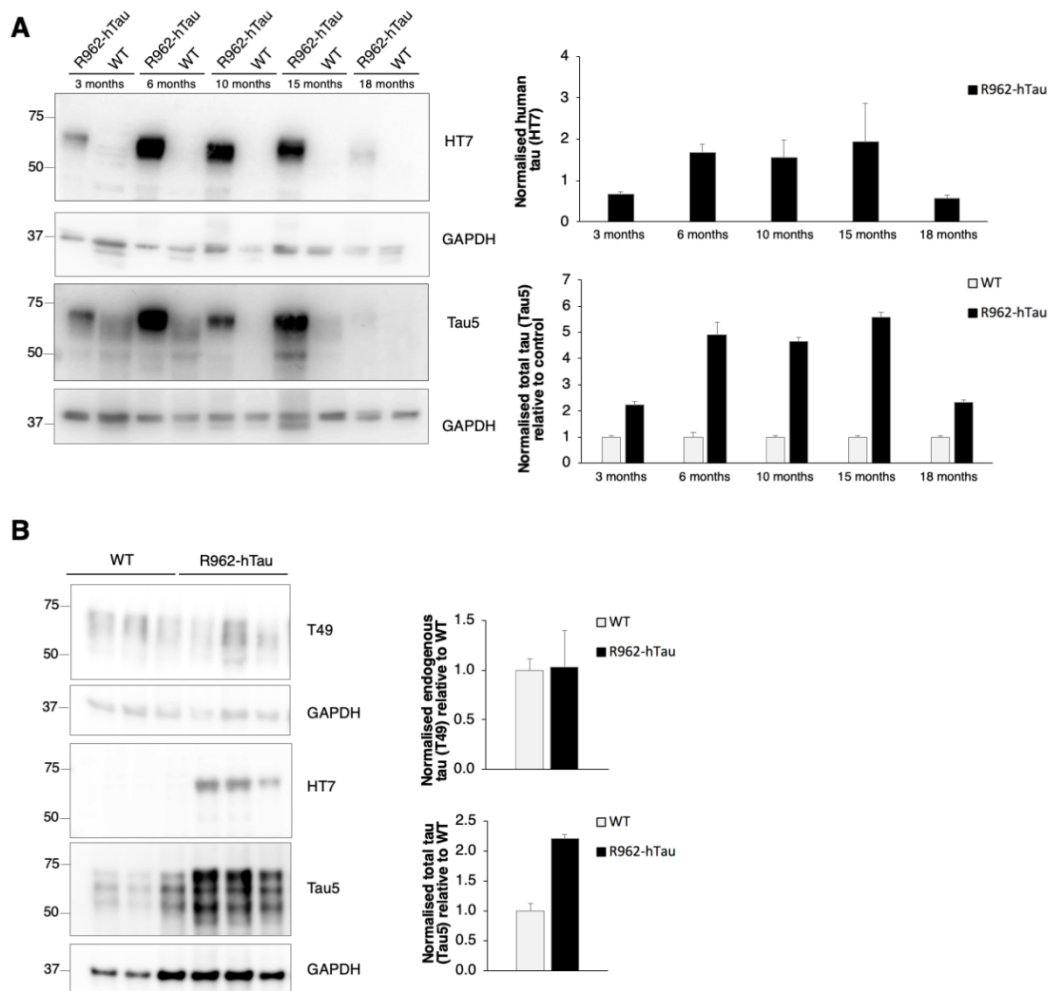 A
R962-hTau WT R962-hTau WT R962-hTau WT R962-hTau WT R962-hTau WT
3 months 6 months 10 months 15 months 18 months
75
50
HT7
37
GAPDH
75
50
Tau5
37
GAPDH
Normalised human
tau (HT7)
4
3
2
1
0
3 months 6 months 10 months 15 months 18 months
R962-hTau
Normalised total tau (Tau5)
relative to control
8
7
6
5
4
3
2
1
0
3 months 6 months 10 months 15 months 18 months
WT
R962-hTau
B
WT R962-hTau
75
50
T49
37
GAPDH
75
50
HT7
75
50
Tau5
37
GAPDH
Normalised endogenous
tau (T49) relative to WT
1.5
1.0
0.5
0.0
WT
R962-hTau
Normalised total tau
(Tau5) relative to WT
2.5
2.0
1.5
1.0
0.5
0.0
WT
R962-hTau